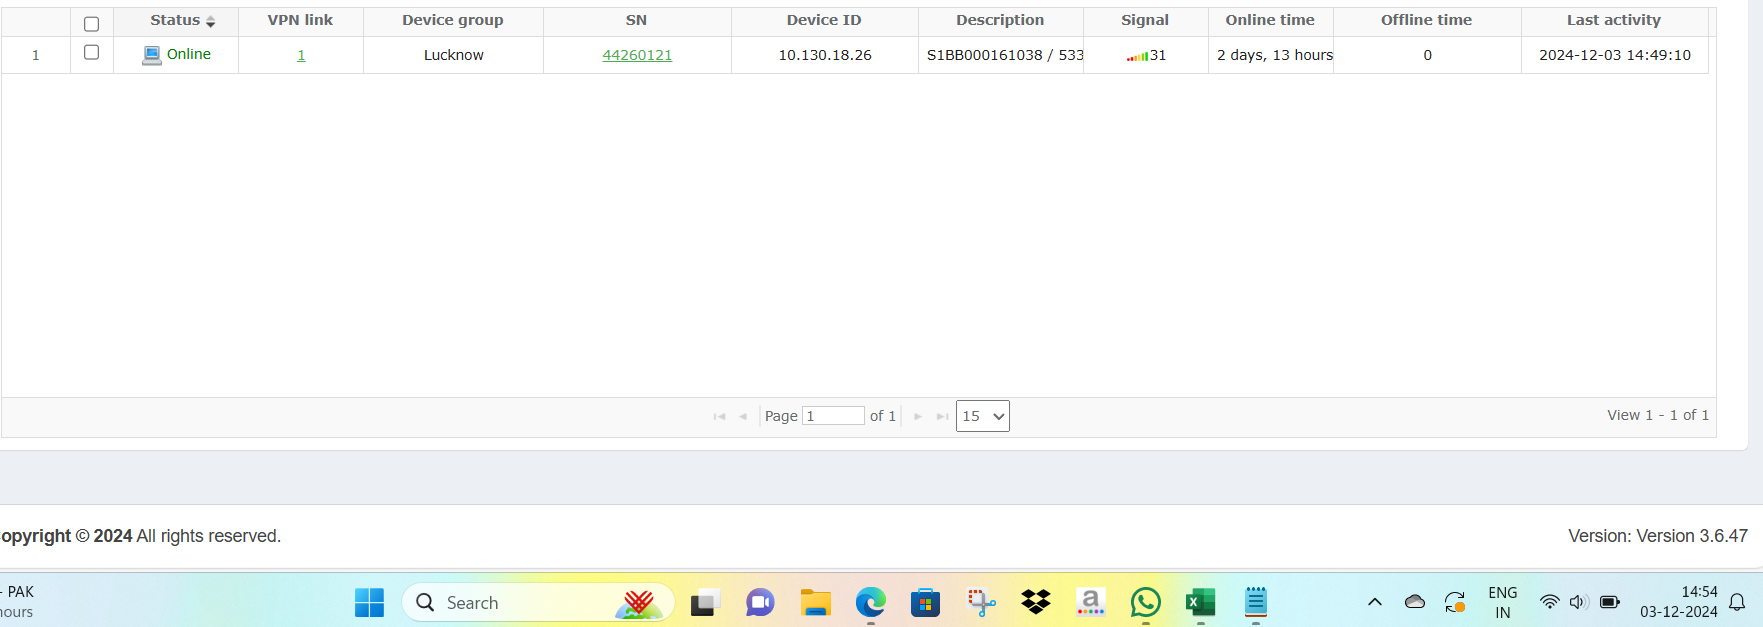 Status VPN link Device group SN Device ID Description Signal Online time Offline time Last activity
1 Online 1 Lucknow 44260121 10.130.18.26 S1BB000161038 / 533 31 2 days, 13 hours 0 2024-12-03 14:49:10
Page 1 of 1 15 View 1 - 1 of 1
opyright © 2024 All rights reserved. Version: Version 3.6.47
- PAK
hours
Search
a
X
ENG
IN
14:54
03-12-2024